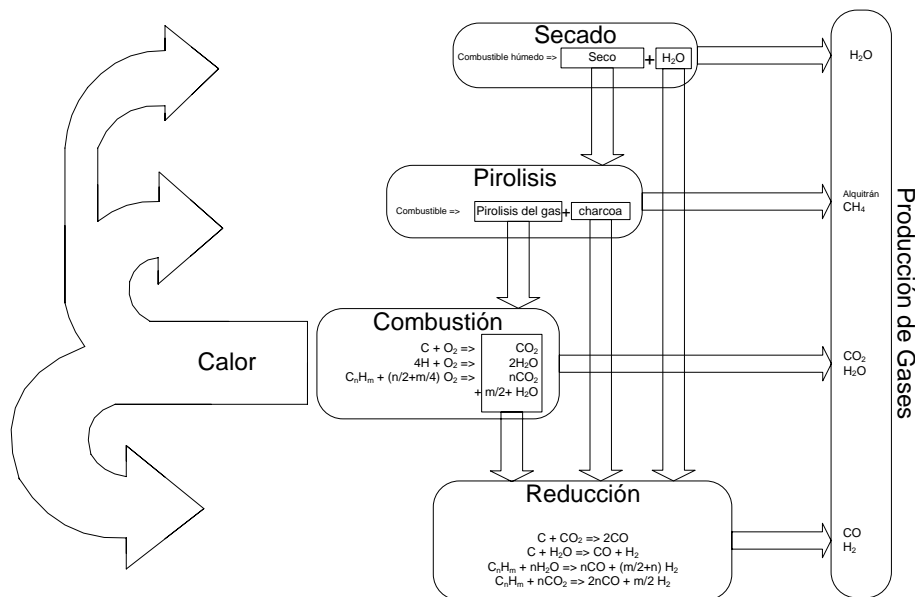 Secado
Combustible húmedo => Seco + H₂O
H₂O
Pirolisis
Combustible => Pirolisis del gas + charcoa
Alquitrán
CH₄
Combustión
C + O₂ => CO₂
4H + O₂ => 2H₂O
CₙHₘ + (n/2+m/4) O₂ => nCO₂
+ m/2+ H₂O
CO₂
H₂O
Calor
Reducción
C + CO₂ => 2CO
C + H₂O => CO + H₂
CₙHₘ + nH₂O => nCO + (m/2+n) H₂
CₙHₘ + nCO₂ => 2nCO + m/2 H₂
CO
H₂
Producción de Gases